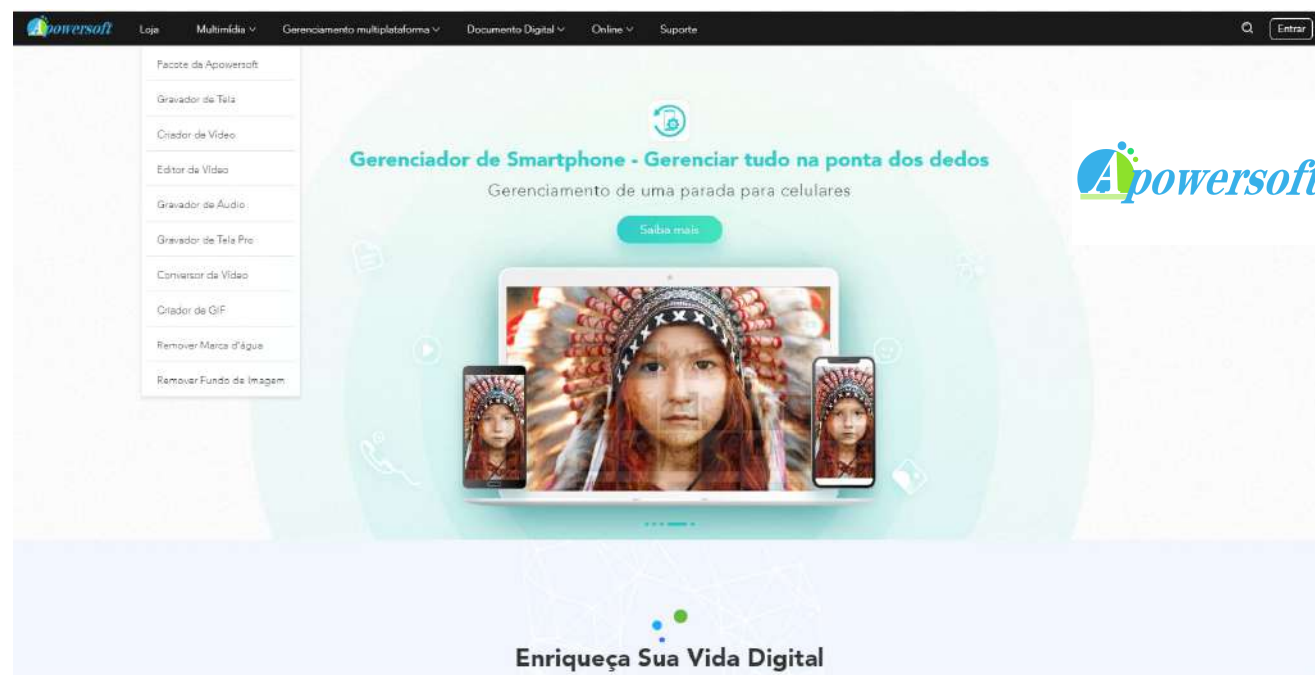 Apowersoft
Loja
Multimídia
Gerenciamento multiplataforma
Documento Digital
Online
Suporte
Entrar
Pacote da Apowersoft
Gravador de Tela
Criador de Vídeo
Editor de Vídeo
Gravador de Áudio
Gravador de Tela Pro
Conversor de Vídeo
Criador de GIF
Remover Marca d'água
Remover Fundo de Imagem
Gerenciador de Smartphone - Gerenciar tudo na ponta dos dedos
Gerenciamento de uma parada para celulares
Saiba mais
Apowersoft
Enriqueça Sua Vida Digital